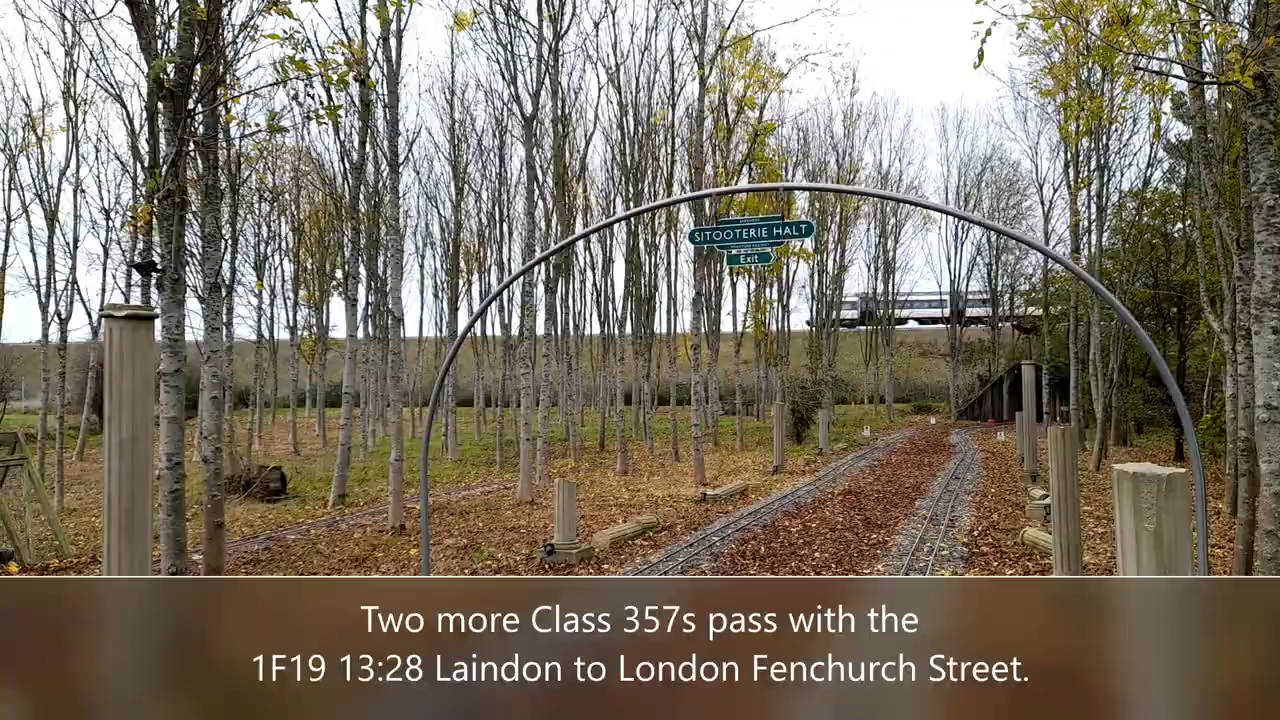 SITOOTERIE HALT
Exit
Two more Class 357s pass with the
1F19 13:28 Laindon to London Fenchurch Street.